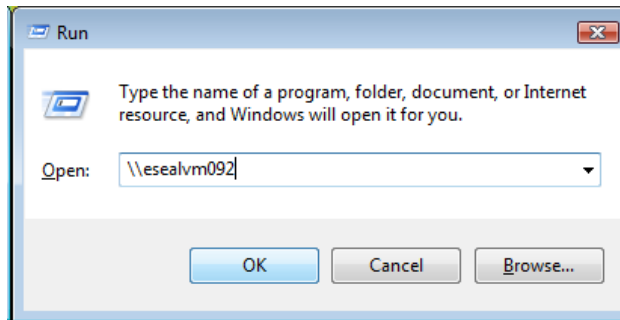 Run
Type the name of a program, folder, document, or Internet
resource, and Windows will open it for you.
Open: \\esealvm092
OK Cancel Browse...